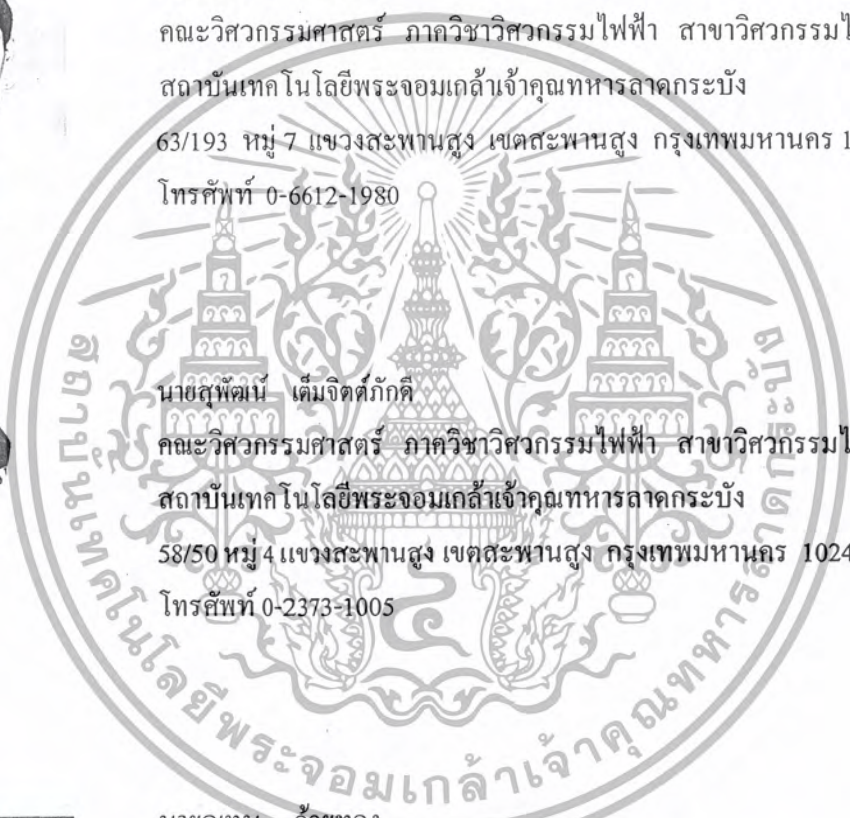 คณะวิศวกรรมศาสตร์ ภาควิชาวิศวกรรมไฟฟ้า สาขาวิศวกรรมไ
สถาบันเทคโนโลยีพระจอมเกล้าเจ้าคุณทหารลาดกระบัง
63/193 หมู่ 7 แขวงสะพานสูง เขตสะพานสูง กรุงเทพมหานคร 1
โทรศัพท์ 0-6612-1980
นายสุพัฒน์ เต็มจิตต์ภักดี
คณะวิศวกรรมศาสตร์ ภาควิชาวิศวกรรมไฟฟ้า สาขาวิศวกรรมไ
สถาบันเทคโนโลยีพระจอมเกล้าเจ้าคุณทหารลาดกระบัง
58/50 หมู่ 4 แขวงสะพานสูง เขตสะพานสูง กรุงเทพมหานคร 1024
โทรศัพท์ 0-2373-1005
สถาบันเทคโนโลยีพระจอมเกล้าเจ้าคุณทหารลาดกระบัง